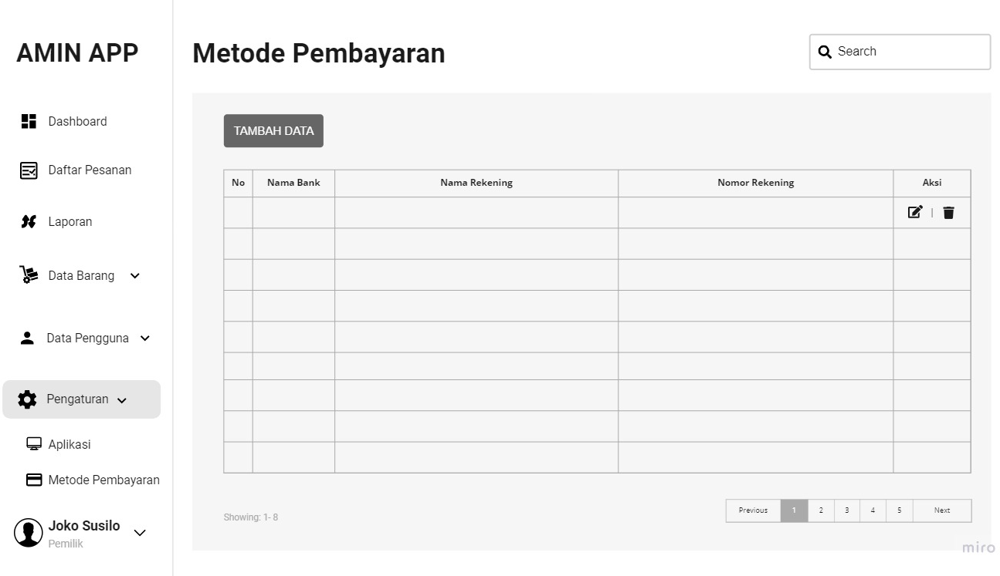 AMIN APP
Dashboard
Daftar Pesanan
Laporan
Data Barang
Data Pengguna
Pengaturan
Aplikasi
Metode Pembayaran
Joko Susilo
Pemilik
Metode Pembayaran
Search
TAMBAH DATA
No Nama Bank Nama Rekening Nomor Rekening Aksi
|
Showing: 1- 8
Previous 1 2 3 4 5 Next
miro